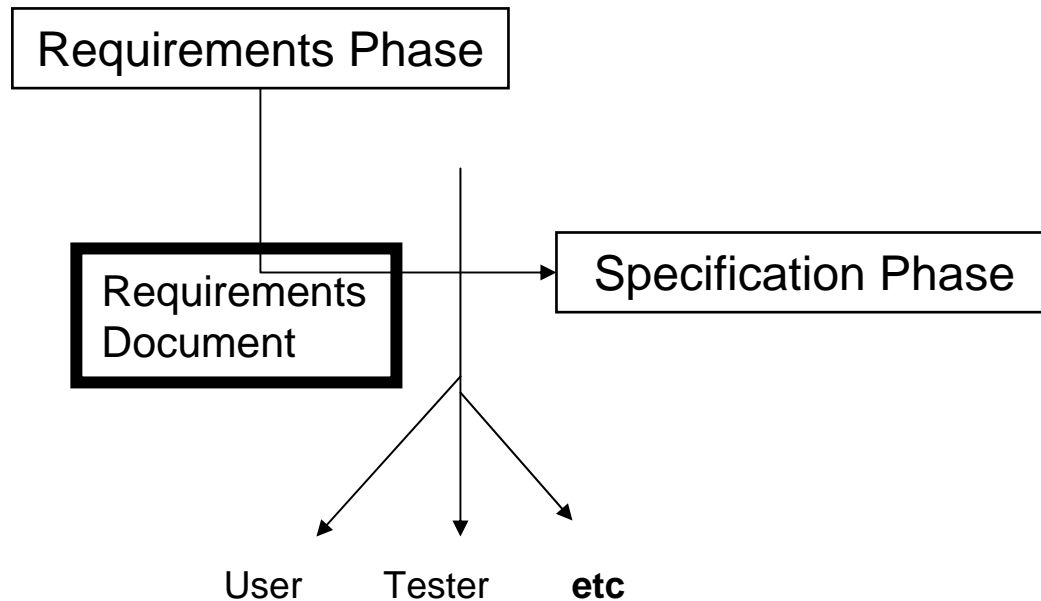 Requirements Phase
Requirements
Document
Specification Phase
User Tester etc